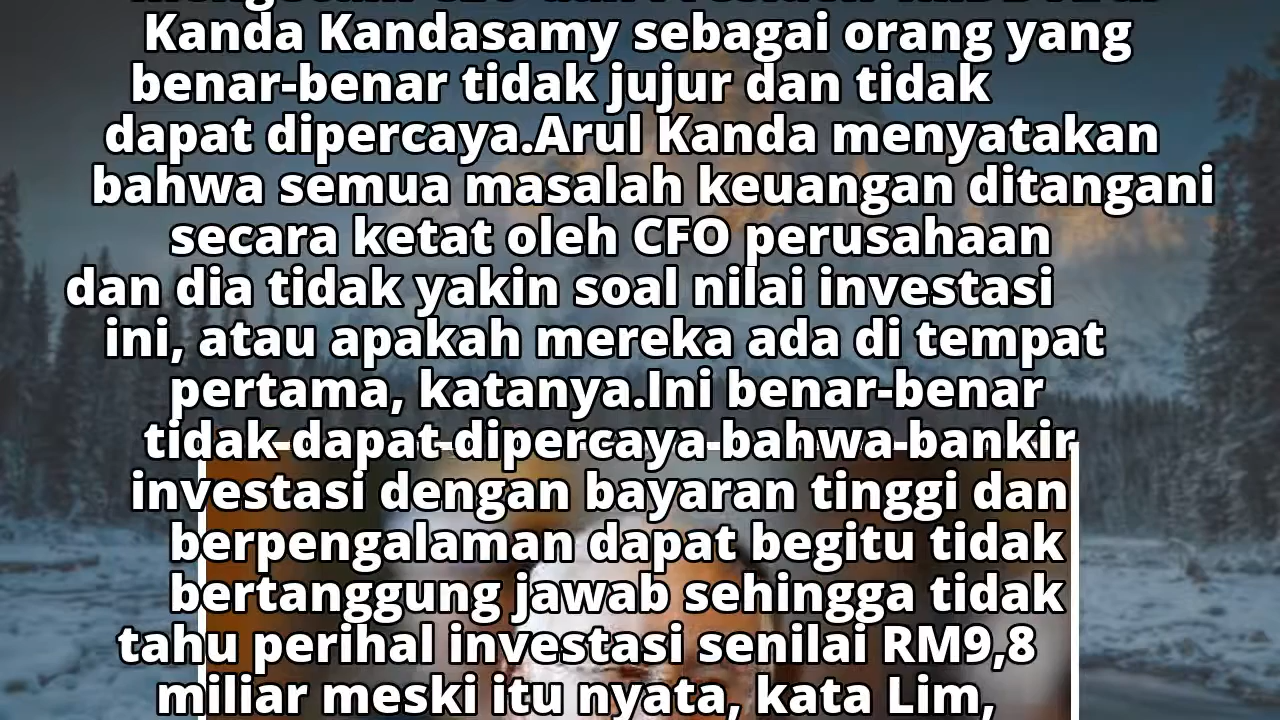 Kanda Kandasamy sebagai orang yang
benar-benar tidak jujur dan tidak
dapat dipercaya.Arul Kanda menyatakan
bahwa semua masalah keuangan ditangani
secara ketat oleh CFO perusahaan
dan dia tidak yakin soal nilai investasi
ini, atau apakah mereka ada di tempat
pertama, katanya.Ini benar-benar
tidak dapat dipercaya bahwa bankir
investasi dengan bayaran tinggi dan
berpengalaman dapat begitu tidak
bertanggung jawab sehingga tidak
tahu perihal investasi senilai RM9,8
miliar meski itu nyata, kata Lim,